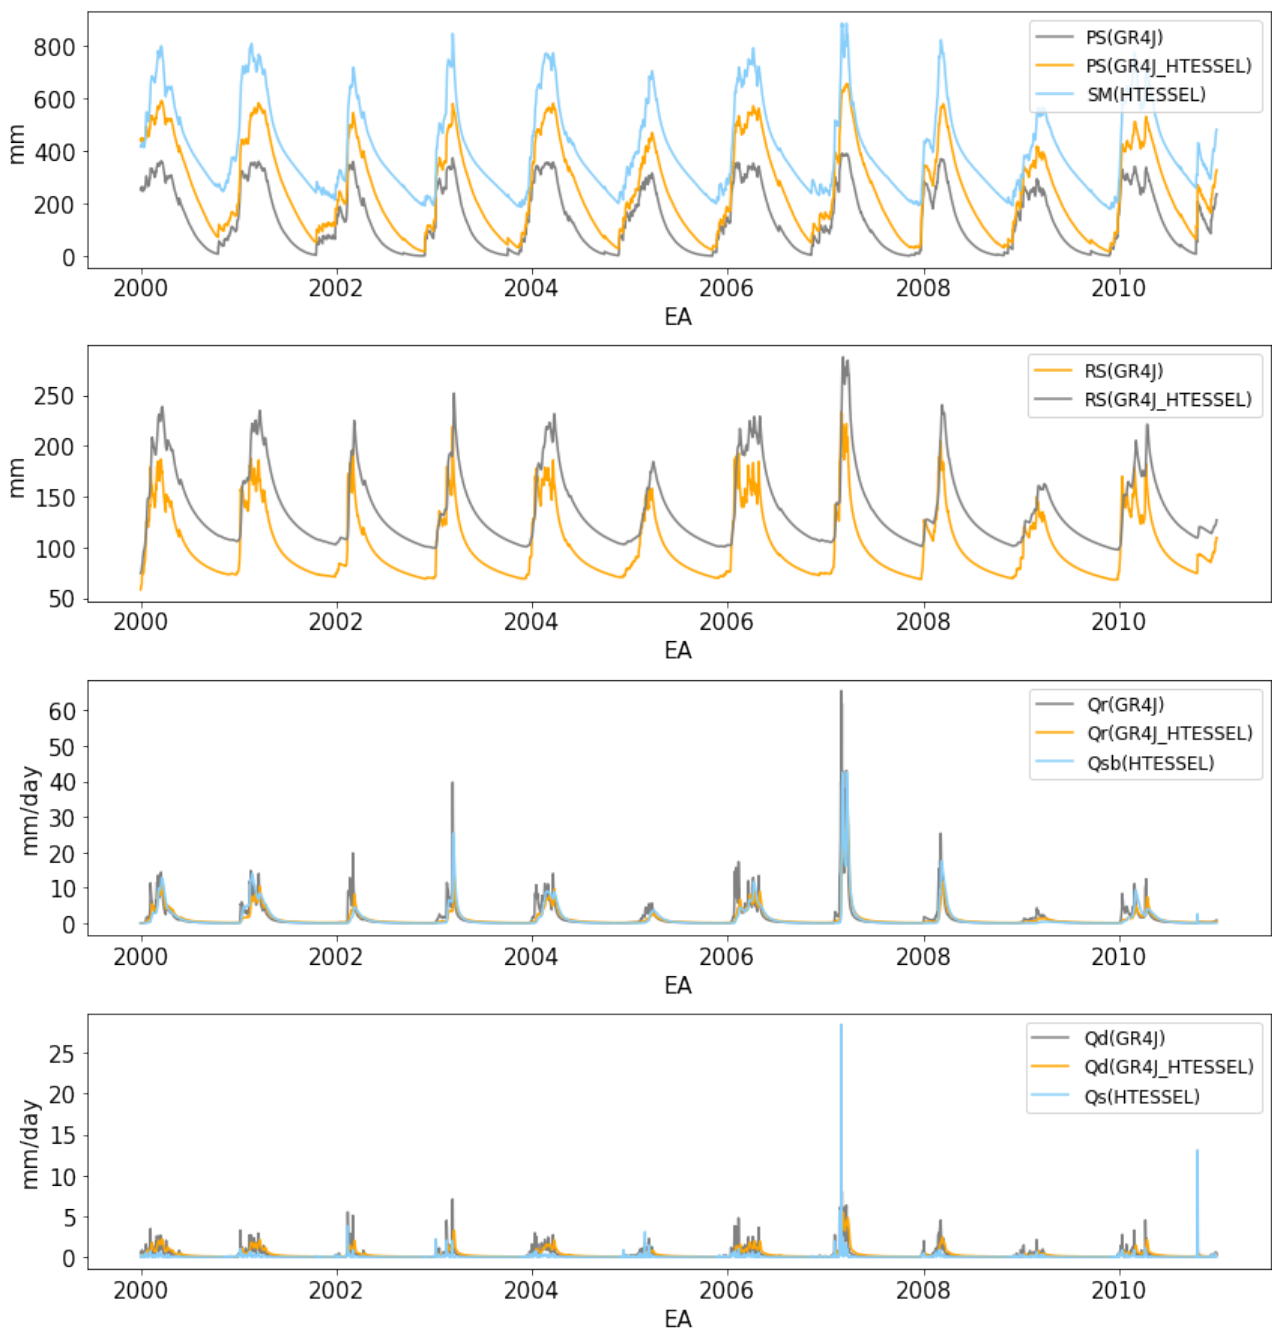 800
600
400
200
0
mm
PS(GR4J)
PS(GR4J_HTESSEL)
SM(HTESSEL)
2000 2002 2004 2006 2008 2010
EA
250
200
150
100
50
mm
RS(GR4J)
RS(GR4J_HTESSEL)
2000 2002 2004 2006 2008 2010
EA
60
50
40
30
20
10
0
mm/day
Qr(GR4J)
Qr(GR4J_HTESSEL)
Qsb(HTESSEL)
2000 2002 2004 2006 2008 2010
EA
25
20
15
10
5
0
mm/day
Qd(GR4J)
Qd(GR4J_HTESSEL)
Qs(HTESSEL)
2000 2002 2004 2006 2008 2010
EA